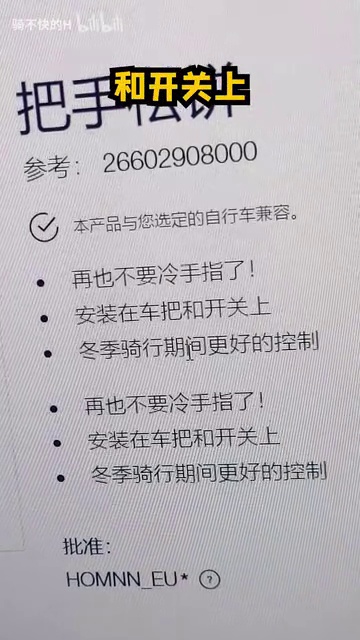 骑不快的H bilibili
和开关上
把手松饼
参考: 26602908000
本产品与您选定的自行车兼容。
再也不要冷手指了!
安装在车把和开关上
冬季骑行期间更好的控制
再也不要冷手指了!
安装在车把和开关上
冬季骑行期间更好的控制
批准:
HOMNN_EU* ?